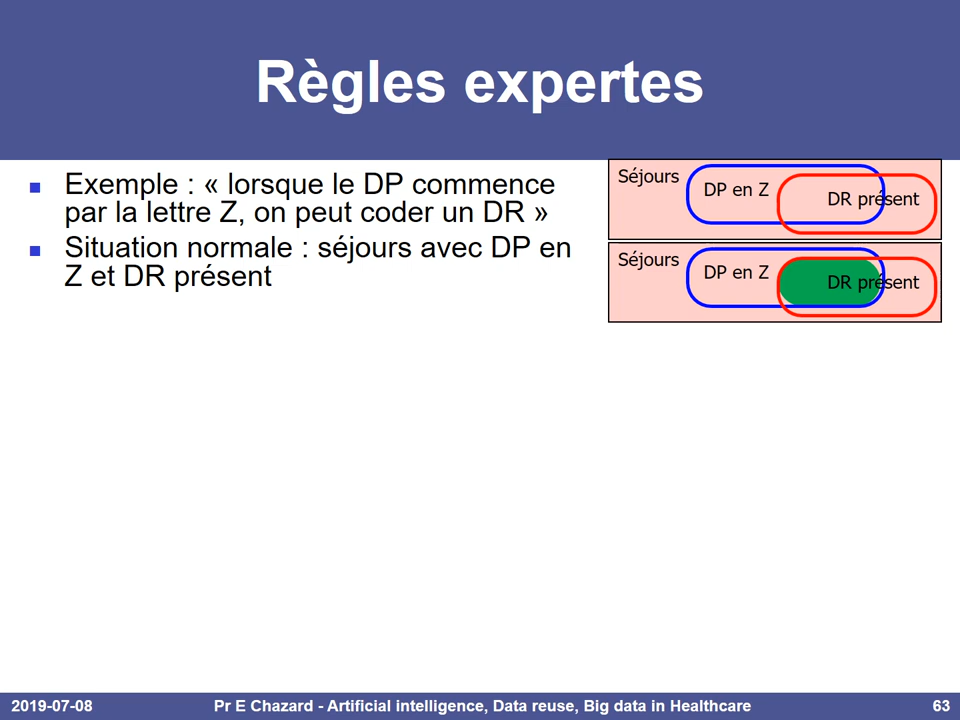 Règles expertes
Exemple : « lorsque le DP commence
par la lettre Z, on peut coder un DR »
Situation normale : séjours avec DP en
Z et DR présent
Séjours
DP en Z
DR présent
Séjours
DP en Z
DR présent
2019-07-08
Pr E Chazard - Artificial intelligence, Data reuse, Big data in Healthcare
63